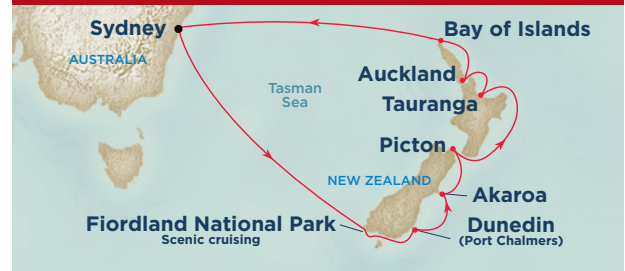 Sydney
Bay of Islands
AUSTRALIA
Auckland
Tasman
Sea
Tauranga
Picton
NEW ZEALAND
Akaroa
Fiordland National Park
Scenic cruising
Dunedin
(Port Chalmers)